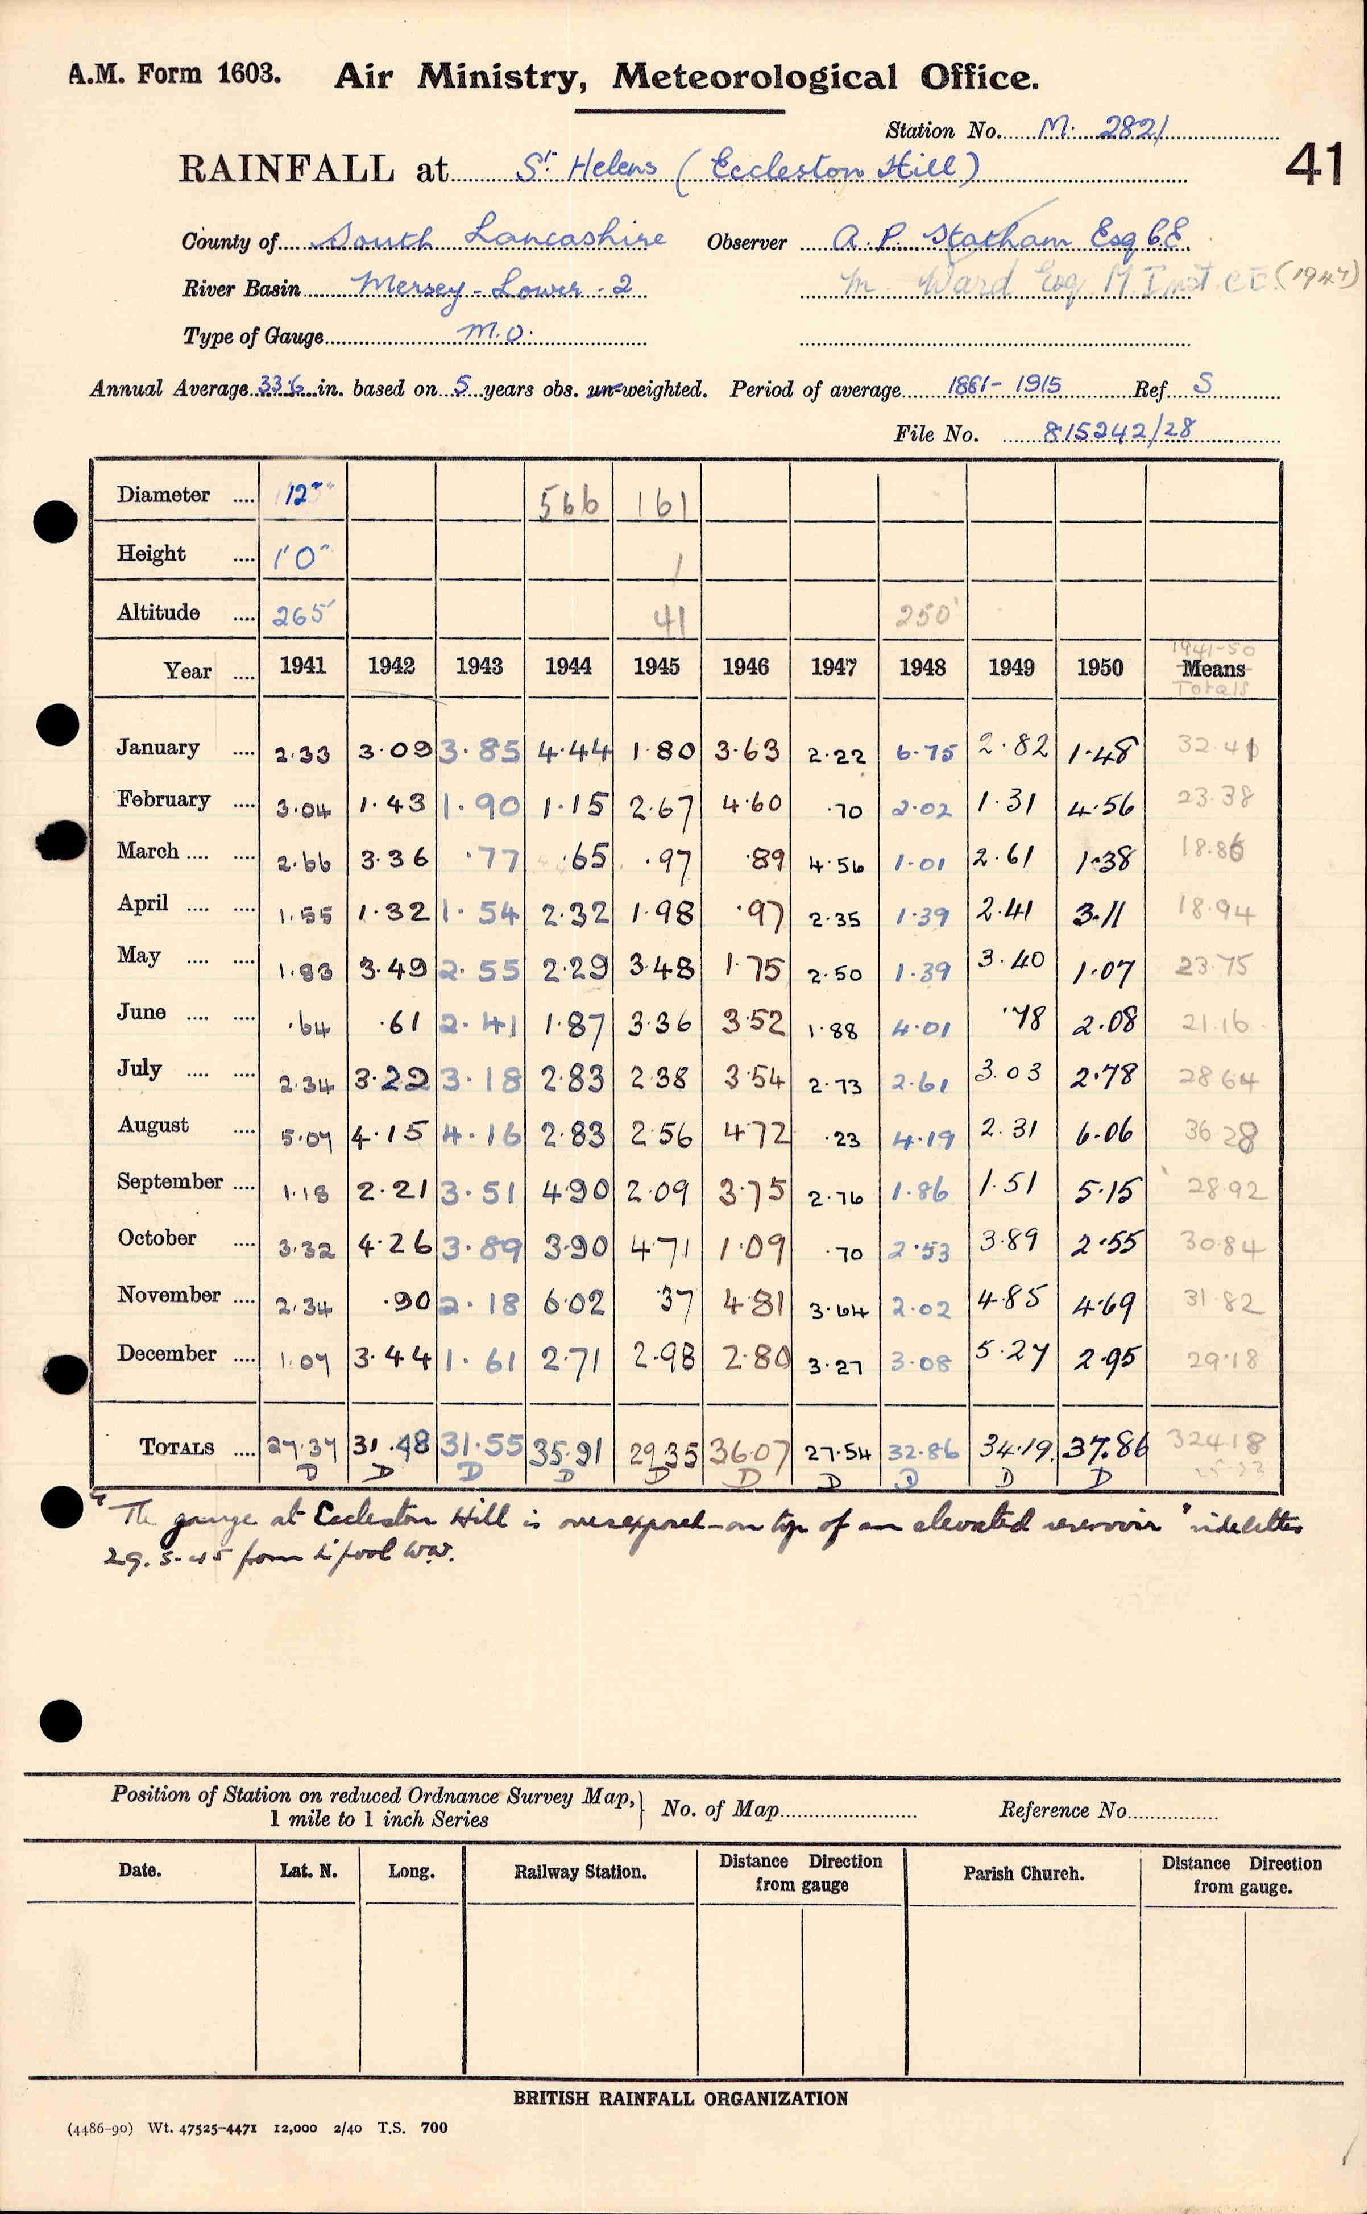 A.M. Form 1603. Air Ministry, Meteorological Office.
Station No. M. 2821
41
RAINFALL at St Helens (Eccleston Hill)
County of South Lancashire Observer A. P. Statham Esq C.E.
River Basin Mersey-Lower-2 M Ward Esq M Inst CE (1947)
Type of Gauge M.O.
Annual Average 33.6 in. based on 5 years obs. un-weighted. Period of average 1881-1915 Ref. S
File No. 815242/28
Diameter .... 12" 566 161
Height .... 1'0" 1
Altitude .... 265' 41 250'
1941-50
Year .... 1941 1942 1943 1944 1945 1946 1947 1948 1949 1950 Means
Totals
January .... 2.33 3.09 3.85 4.44 1.80 3.63 2.22 6.75 2.82 1.48 32.41
February .... 3.04 1.43 1.90 1.15 2.67 4.60 .70 2.02 1.31 4.56 23.38
March .... .... 2.66 3.36 .77 .65 .97 .89 4.56 1.01 2.61 1.38 18.86
April .... .... 1.55 1.32 1.54 2.32 1.98 .97 2.35 1.39 2.41 3.11 18.94
May .... .... 1.83 3.49 2.55 2.29 3.48 1.75 2.50 1.39 3.40 1.07 23.75
June .... .... .64 .61 2.41 1.87 3.36 3.52 1.88 4.01 .78 2.08 21.16
July .... .... 2.34 3.22 3.18 2.83 2.38 3.54 2.73 2.61 3.03 2.78 28.64
August .... 5.07 4.15 4.16 2.83 2.56 4.72 .23 4.19 2.31 6.06 36.28
September .... 1.18 2.21 3.51 4.90 2.09 3.75 2.76 1.86 1.51 5.15 28.92
October .... 3.32 4.26 3.89 3.90 4.71 1.09 .70 2.53 3.89 2.55 30.84
November .... 2.34 .90 2.18 6.02 .37 4.81 3.64 2.02 4.85 4.69 31.82
December .... 1.07 3.44 1.61 2.71 2.98 2.80 3.27 3.08 5.27 2.95 29.18
TOTALS .... 27.37 31.48 31.55 35.91 29.35 36.07 27.54 32.86 34.19 37.86 324.18
D D D D D D D D D D
"The gauge at Eccleston Hill is overexposed - on top of an elevated reservoir" vide letter
29.5.45 from L'pool W.W.
Position of Station on reduced Ordnance Survey Map, 1 mile to 1 inch Series } No. of Map Reference No.
Date. Lat. N. Long. Railway Station. Distance Direction from gauge Parish Church. Distance Direction from gauge.
BRITISH RAINFALL ORGANIZATION
(4486-90) Wt. 47525-4471 12,000 2/40 T.S. 700